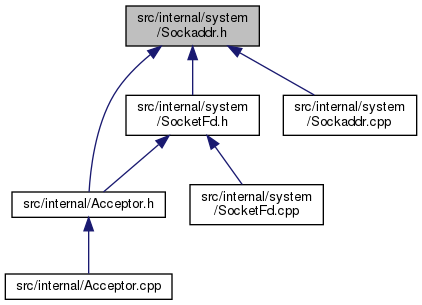 src/internal/system
/Sockaddr.h
src/internal/system
/SocketFd.h
src/internal/system
/Sockaddr.cpp
src/internal/Acceptor.h
src/internal/system
/SocketFd.cpp
src/internal/Acceptor.cpp